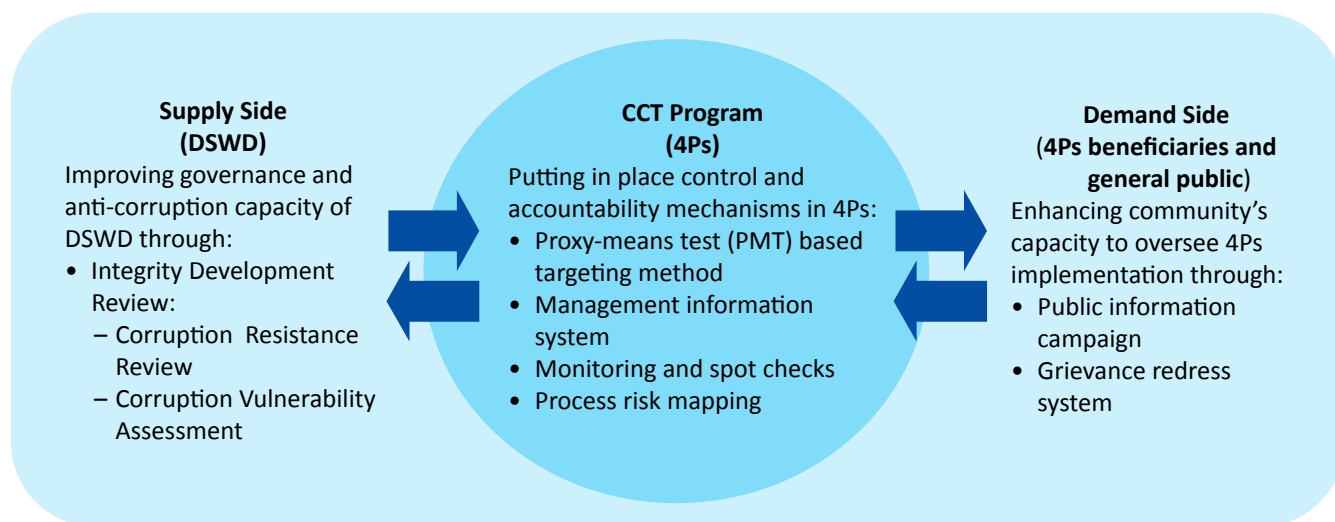 Supply Side
(DSWD)
Improving governance and
anti-corruption capacity of
DSWD through:
• Integrity Development
Review:
– Corruption  Resistance
Review
– Corruption Vulnerability
Assessment
CCT Program
(4Ps)
Putting in place control and
accountability mechanisms in 4Ps:
• Proxy-means test (PMT) based
targeting method
• Management information
system
• Monitoring and spot checks
• Process risk mapping
Demand Side
(4Ps beneficiaries and
general public)
Enhancing community’s
capacity to oversee 4Ps
implementation through:
• Public information
campaign
• Grievance redress
system